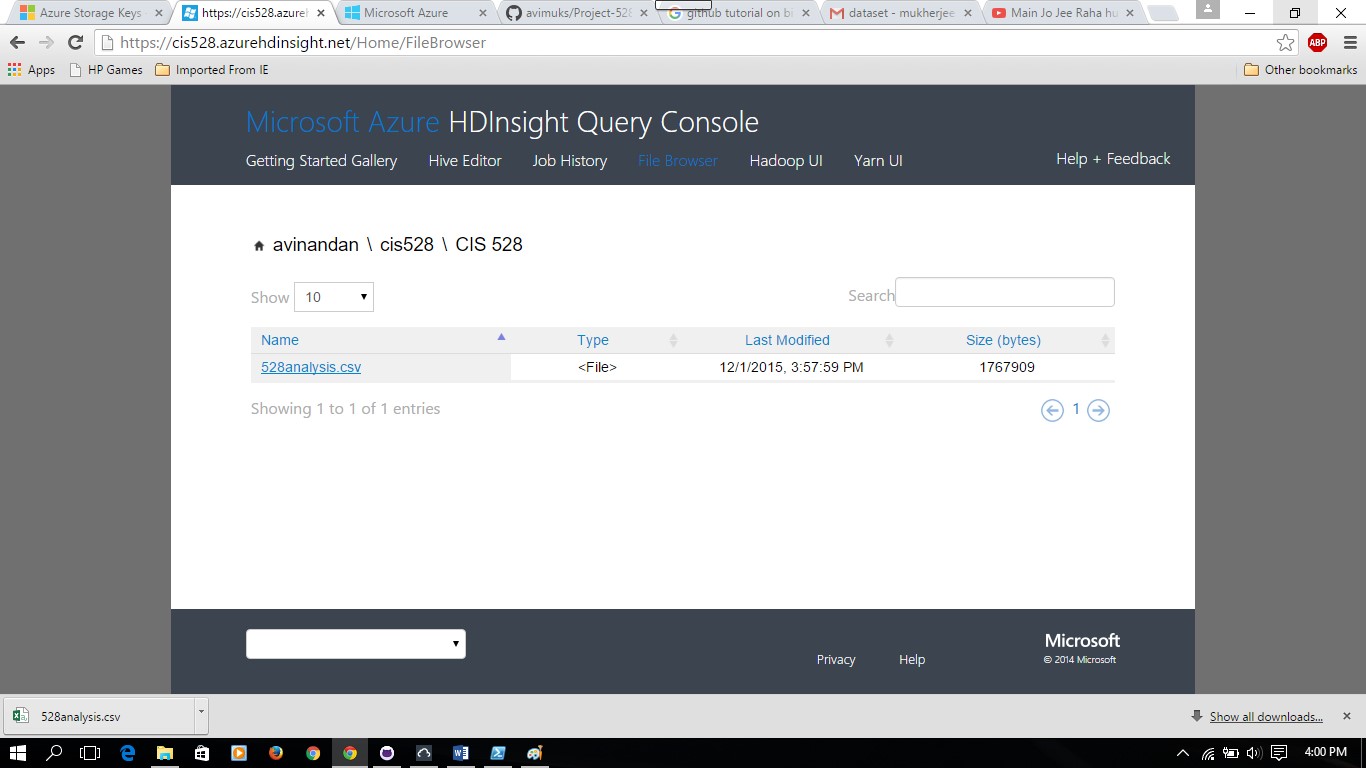 Azure Storage Keys
https://cis528.azureh
Microsoft Azure
avimuks/Project-528
github tutorial on bi
dataset - mukherjee
Main Jo Jee Raha hu
https://cis528.azurehdinsight.net/Home/FileBrowser
ABP
Apps
HP Games
Imported From IE
Other bookmarks
Microsoft Azure HDInsight Query Console
Getting Started Gallery
Hive Editor
Job History
File Browser
Hadoop UI
Yarn UI
Help + Feedback
avinandan \ cis528 \ CIS 528
Show 10
Search
Name Type Last Modified Size (bytes)
528analysis.csv <File> 12/1/2015, 3:57:59 PM 1767909
Showing 1 to 1 of 1 entries
1
Privacy
Help
Microsoft
© 2014 Microsoft
528analysis.csv
Show all downloads...
4:00 PM